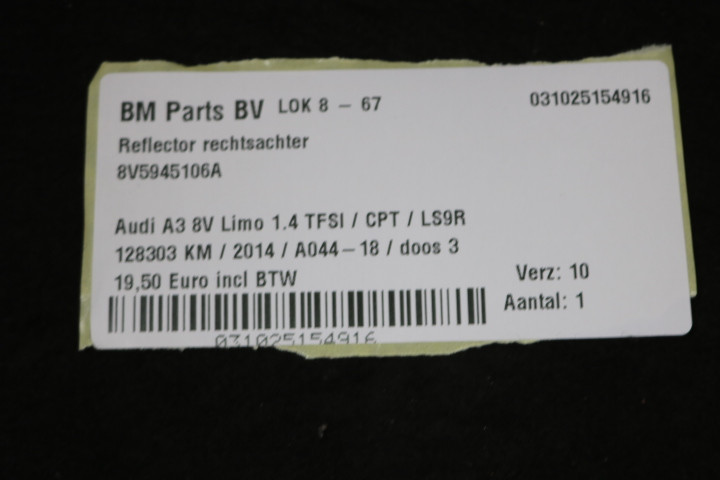 BM Parts BV LOK 8 - 67
031025154916
Reflector rechtsachter
8V5945106A
Audi A3 8V Limo 1.4 TFSI / CPT / LS9R
128303 KM / 2014 / A044-18 / doos 3
19,50 Euro incl BTW
Verz: 10
Aantal: 1
031025154916